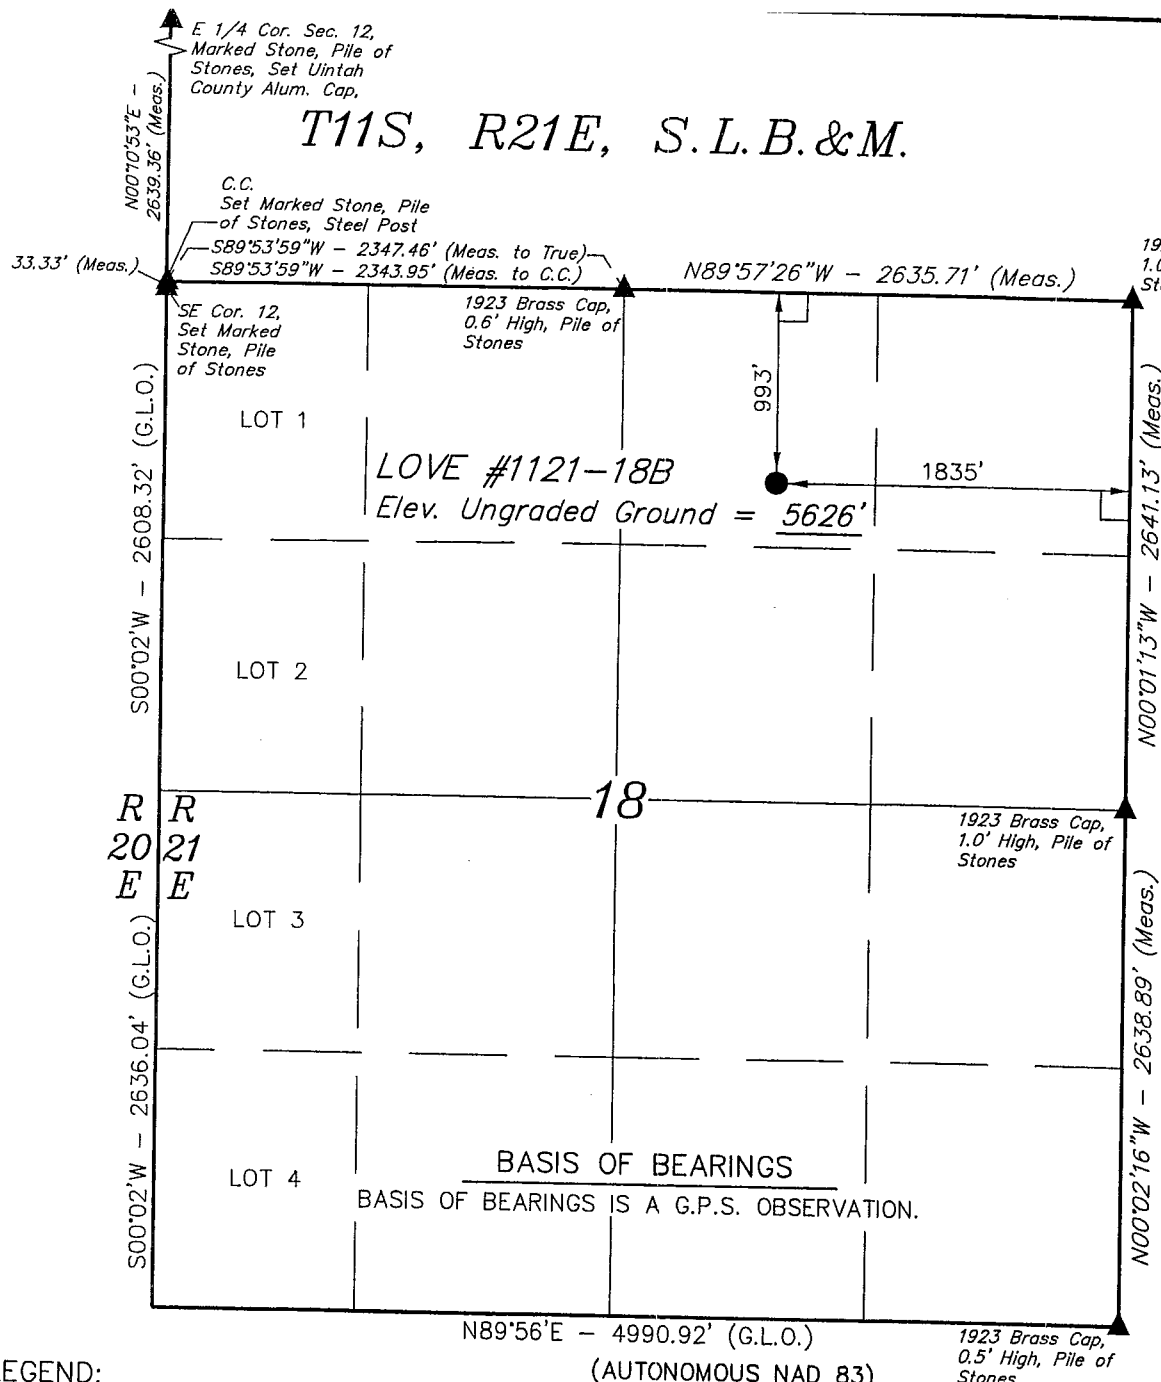 E 1/4 Cor. Sec. 12,
Marked Stone, Pile of
Stones, Set Uintah
County Alum. Cap,
N00°10'53"E -
2639.36' (Meas.)
T11S, R21E, S.L.B.&M.
C.C.
Set Marked Stone, Pile
of Stones, Steel Post
33.33' (Meas.)
S89°53'59"W - 2347.46' (Meas. to True)
S89°53'59"W - 2343.95' (Meas. to C.C.)
N89°57'26"W - 2635.71' (Meas.)
19
1.0
SE Cor. 12,
Set Marked
Stone, Pile
of Stones
1923 Brass Cap,
0.6' High, Pile of
Stones
993'
S00°02'W - 2608.32' (G.L.O.)
LOT 1
LOVE #1121-18B
Elev. Ungraded Ground = 5626'
1835'
N00°01'13"W - 2641.13' (Meas.)
LOT 2
18
R R
20 21
E E
1923 Brass Cap,
1.0' High, Pile of
Stones
LOT 3
S00°02'W - 2636.04' (G.L.O.)
N00°02'16"W - 2638.89' (Meas.)
LOT 4
BASIS OF BEARINGS
BASIS OF BEARINGS IS A G.P.S. OBSERVATION.
N89°56'E - 4990.92' (G.L.O.)
1923 Brass Cap,
0.5' High, Pile of
Stones
EGEND:
(AUTONOMOUS NAD 83)